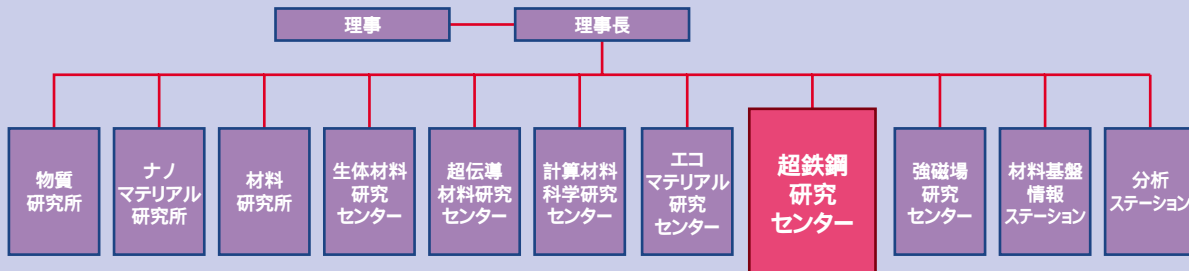 理事
理事長
物質
研究所
ナノ
マテリアル
研究所
材料
研究所
生体材料
研究
センター
超伝導
材料研究
センター
計算材料
科学研究
センター
エコ
マテリアル
研究
センター
超鉄鋼
研究
センター
強磁場
研究
センター
材料基盤
情報
ステーション
分析
ステーション